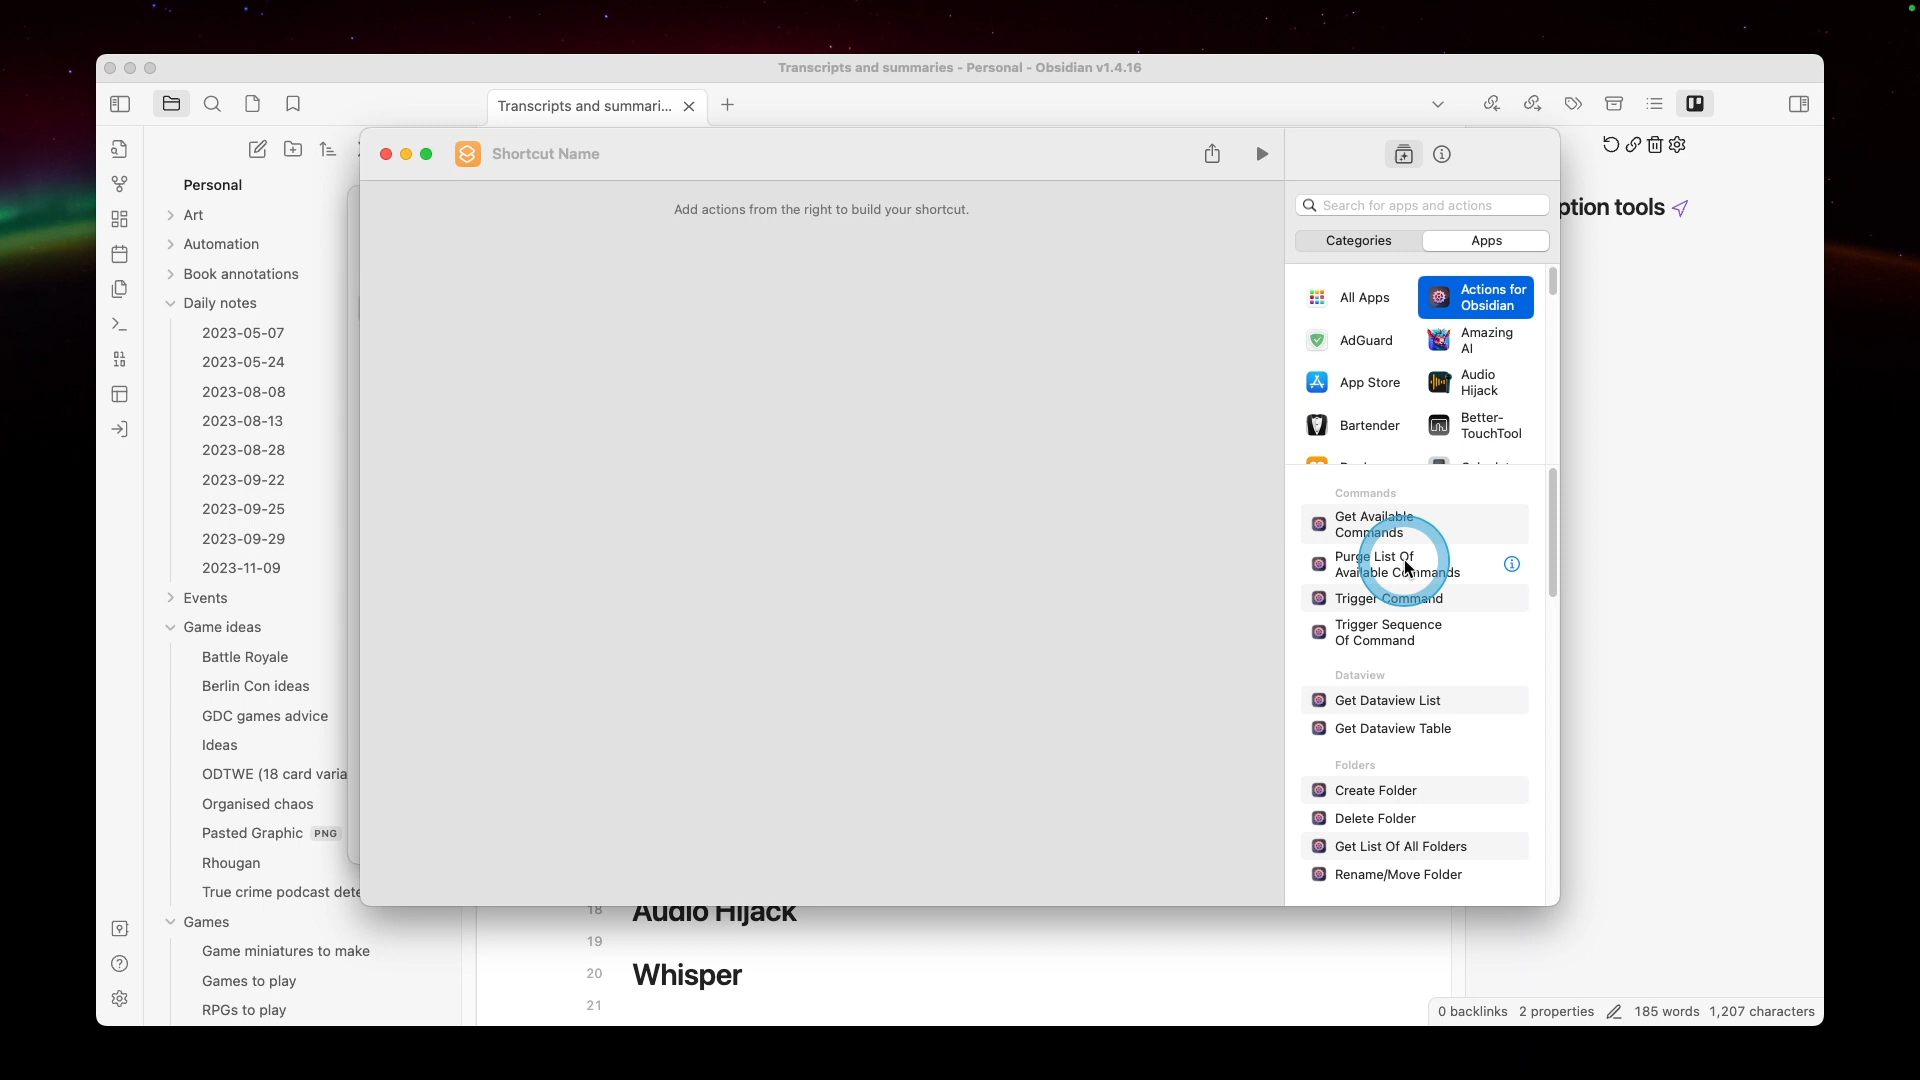 Transcripts and summaries - Personal - Obsidian v1.4.16
Transcripts and summari...
Personal
Art
Automation
Book annotations
Daily notes
2023-05-07
2023-05-24
2023-08-08
2023-08-13
2023-08-28
2023-09-22
2023-09-25
2023-09-29
2023-11-09
Events
Game ideas
Battle Royale
Berlin Con ideas
GDC games advice
Ideas
ODTWE (18 card varia
Organised chaos
Pasted Graphic PNG
Rhougan
True crime podcast dete
Games
Game miniatures to make
Games to play
RPGs to play
Shortcut Name
Add actions from the right to build your shortcut.
Search for apps and actions
Categories
Apps
All Apps
Actions for
Obsidian
AdGuard
Amazing
AI
App Store
Audio
Hijack
Bartender
Better-
TouchTool
Commands
Get Available
Commands
Purge List Of
Available Commands
Trigger Command
Trigger Sequence
Of Command
Dataview
Get Dataview List
Get Dataview Table
Folders
Create Folder
Delete Folder
Get List Of All Folders
Rename/Move Folder
ption tools
18 Audio Hijack
19
20 Whisper
21
0 backlinks 2 properties 185 words 1,207 characters